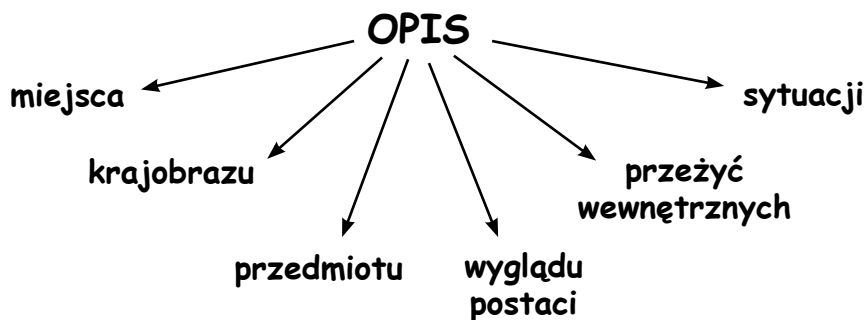 OPIS
miejsca
sytuacji
krajobrazu
przeżyć
wewnętrznych
przedmiotu
wyglądu
postaci